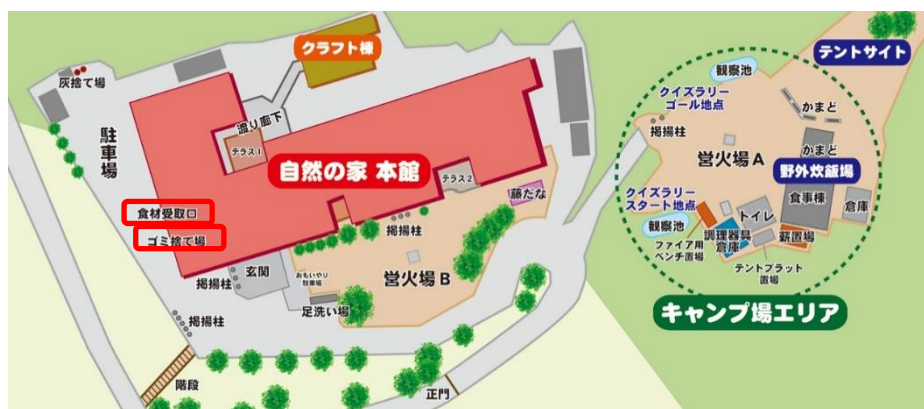 クラフト棟
灰捨て場
駐車場
渡り廊下
テラス1
自然の家 本館
テラス2
藤だな
食材受取口
ゴミ捨て場
掲揚柱
玄関
掲揚柱
おもいやり
駐車場
営火場B
足洗い場
掲揚柱
階段
正門
テントサイト
観察池
クイズラリー
ゴール地点
掲揚柱
かまど
営火場A
かまど
野外炊飯場
食事棟
倉庫
クイズラリー
スタート地点
観察池
トイレ
調理器具
倉庫
薪置場
ファイア用
ベンチ置場
テントプラット
置場
キャンプ場エリア